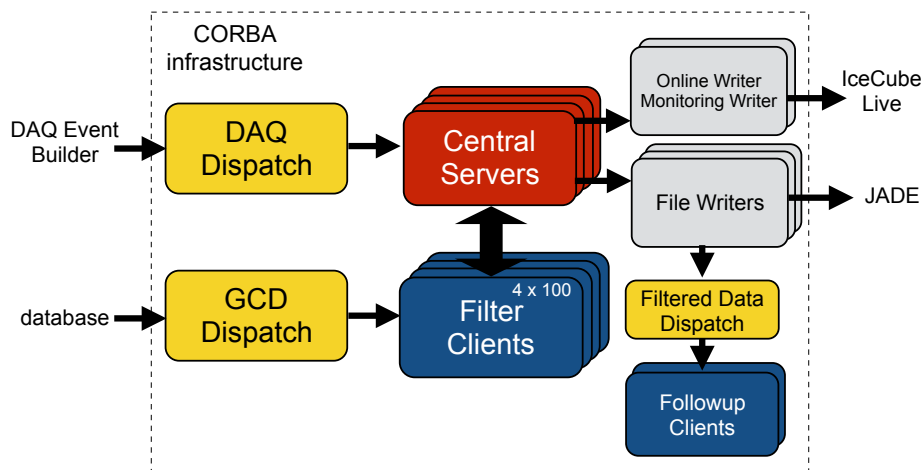 CORBA
infrastructure
DAQ Event
Builder
DAQ
Dispatch
Central
Servers
Online Writer
Monitoring Writer
IceCube
Live
File Writers
JADE
database
GCD
Dispatch
4 x 100
Filter
Clients
Filtered Data
Dispatch
Followup
Clients